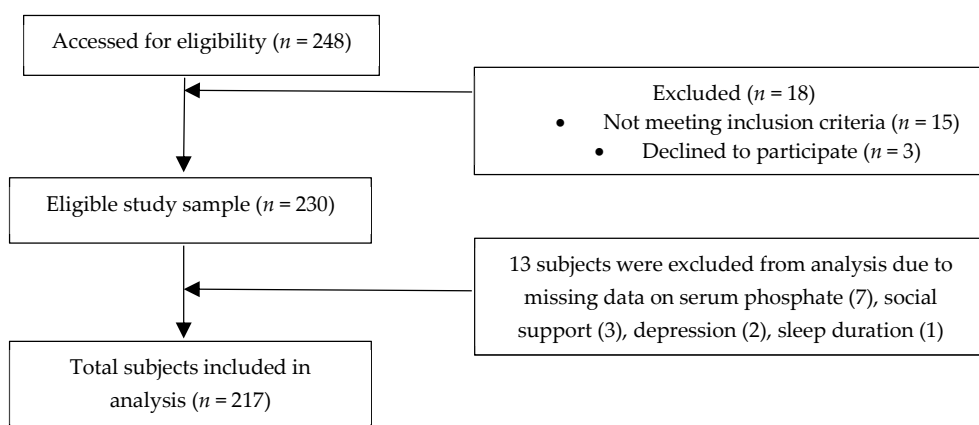 Accessed for eligibility (n = 248)
Excluded (n = 18)
• Not meeting inclusion criteria (n = 15)
• Declined to participate (n = 3)
Eligible study sample (n = 230)
13 subjects were excluded from analysis due to
missing data on serum phosphate (7), social
support (3), depression (2), sleep duration (1)
Total subjects included in
analysis (n = 217)